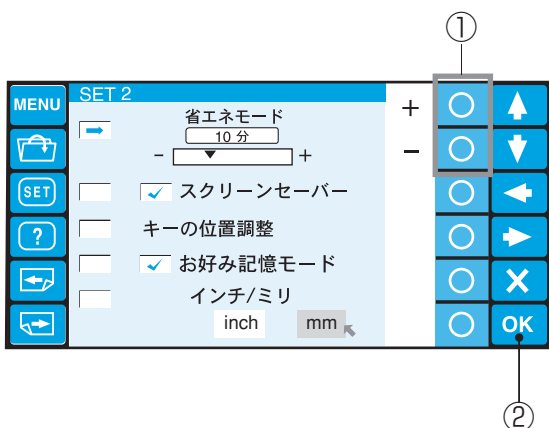 ①
MENU
SET 2
省エネモード
10 分
- +
+
−
SET
スクリーンセーバー
?
キーの位置調整
お好み記憶モード
インチ/ミリ
inch mm
OK
②